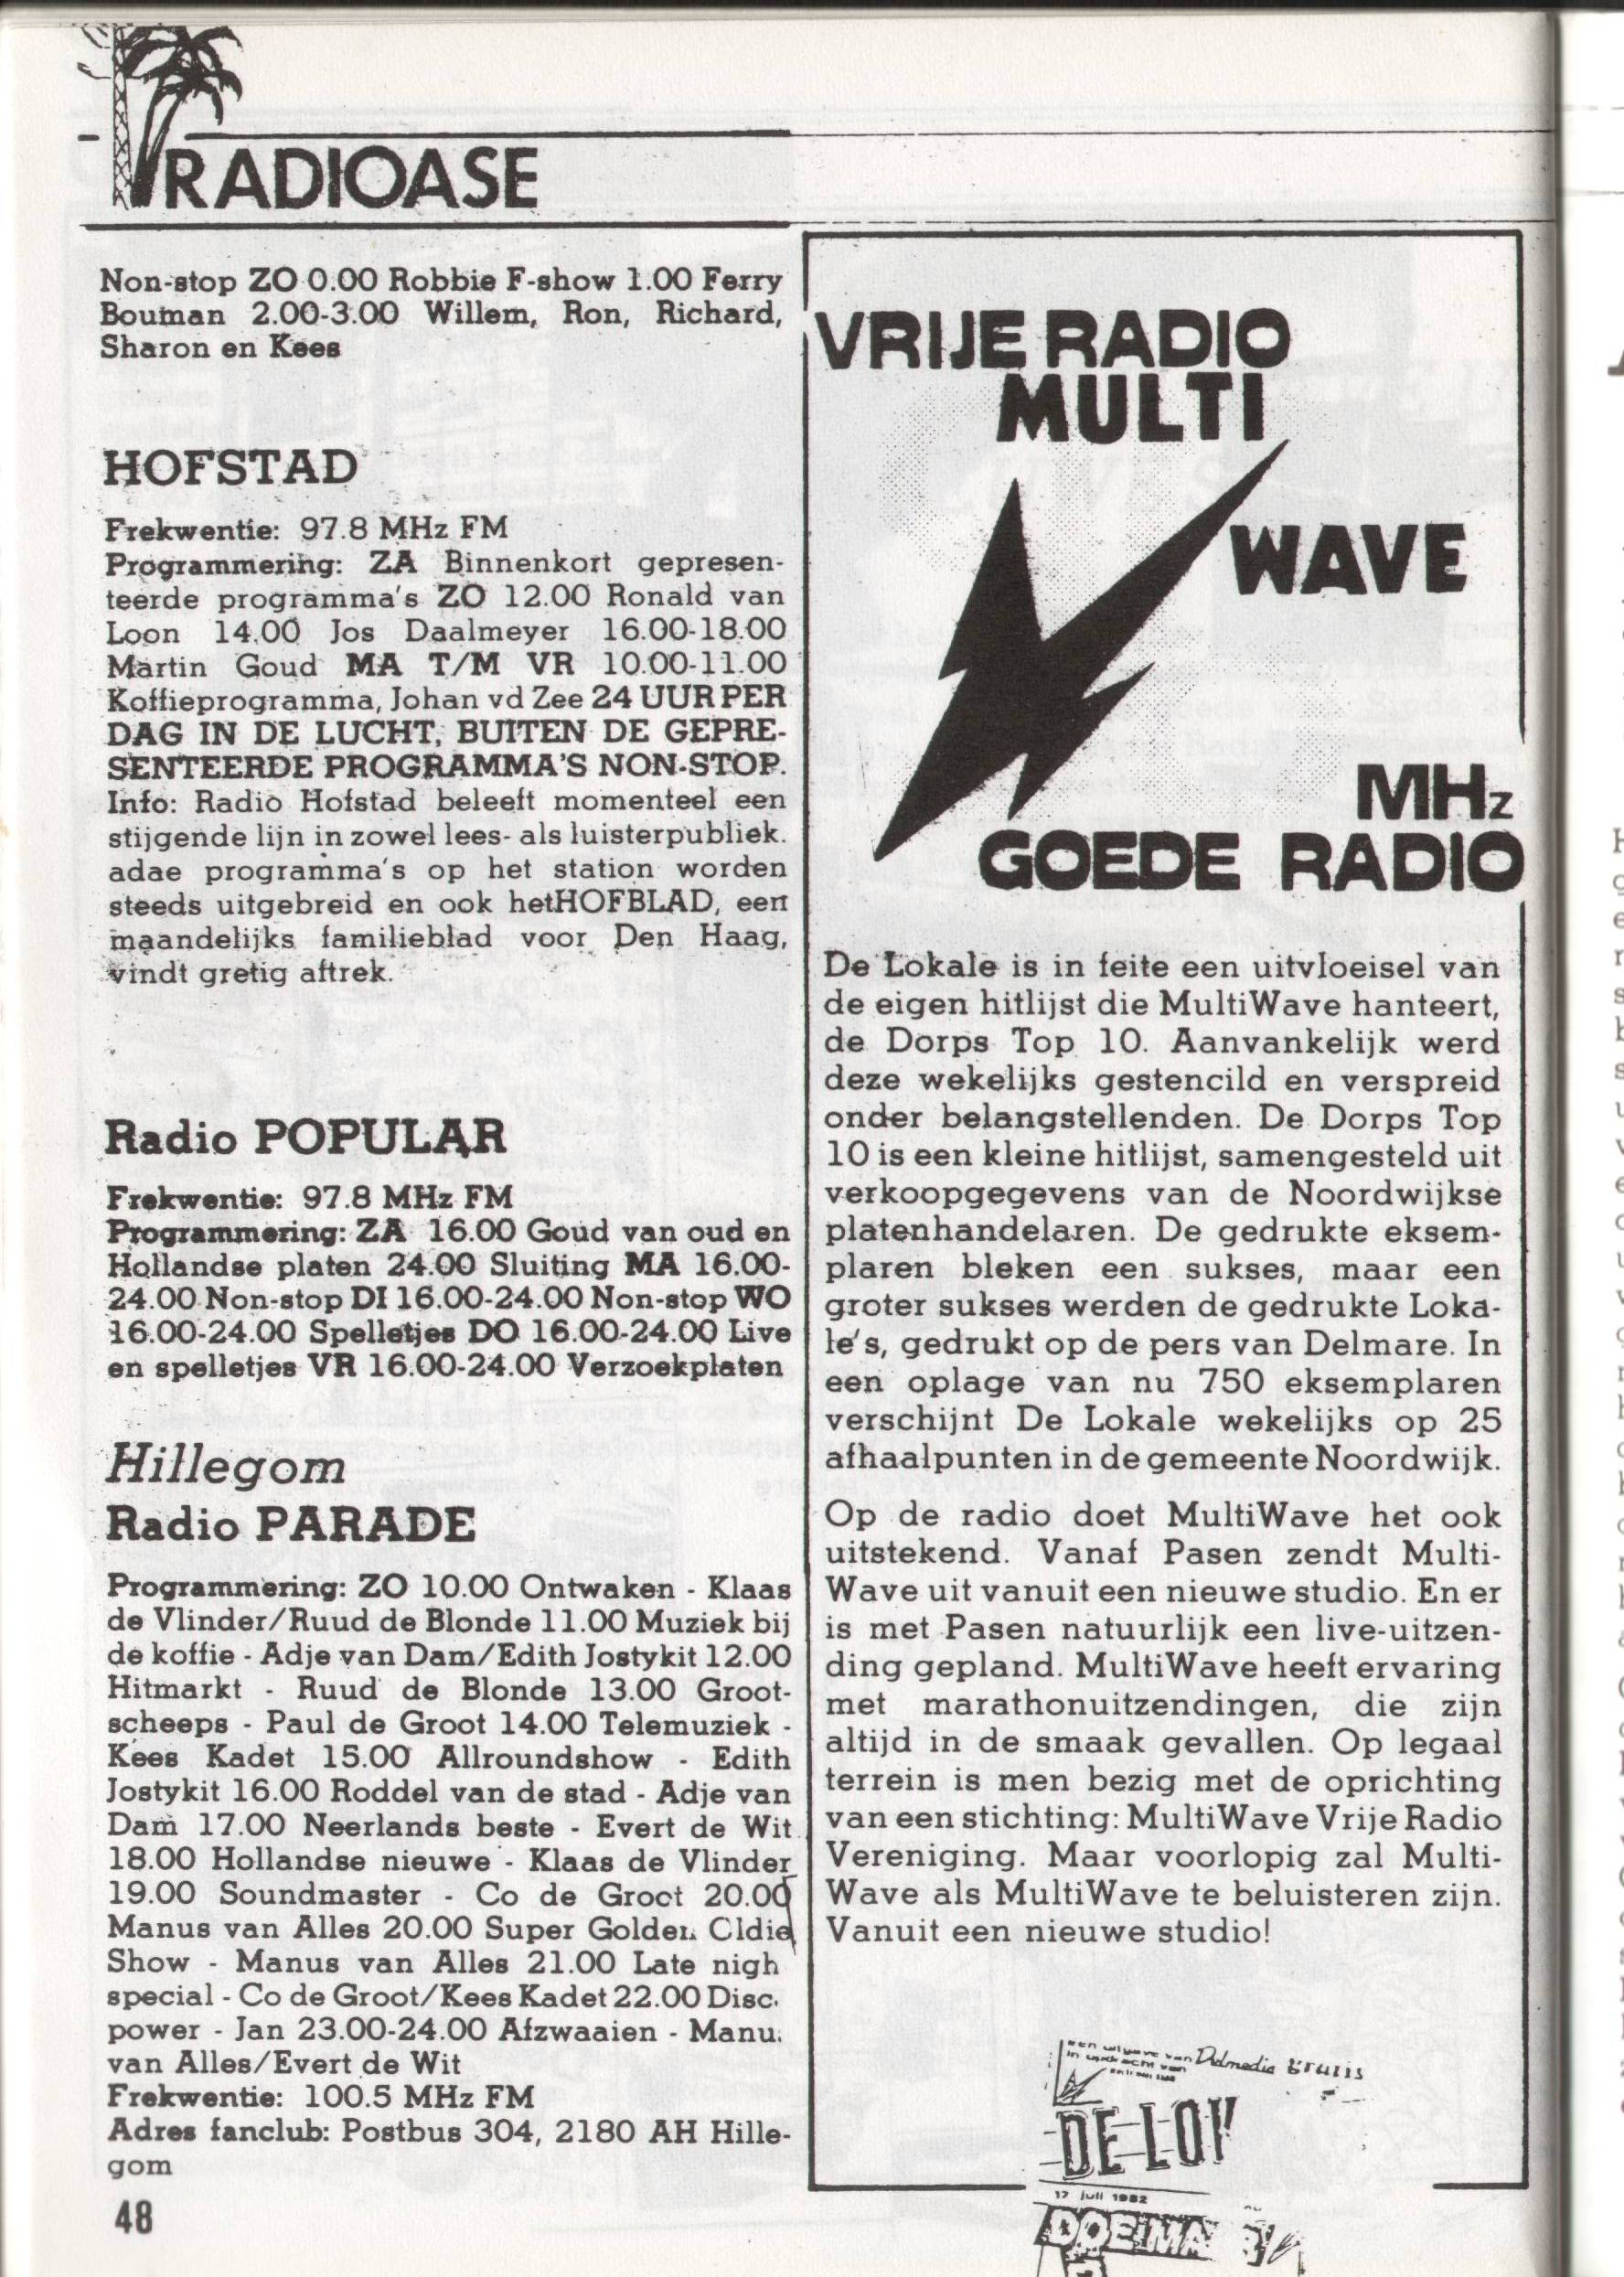 RADIOASE
Non-stop ZO 0.00 Robbie F-show 1.00 Ferry
Bouman 2.00-3.00 Willem, Ron, Richard,
Sharon en Kees
HOFSTAD
Frekwentie: 97.8 MHz FM
Programmering: ZA Binnenkort gepresen-
teerde programma's ZO 12.00 Ronald van
Loon 14.00 Jos Daalmeyer 16.00-18.00
Martin Goud MA T/M VR 10.00-11.00
Koffieprogramma, Johan vd Zee 24 UUR PER
DAG IN DE LUCHT, BUITEN DE GEPRE-
SENTEERDE PROGRAMMA'S NON-STOP.
Info: Radio Hofstad beleeft momenteel een
stijgende lijn in zowel lees- als luisterpubliek.
adae programma's op het station worden
steeds uitgebreid en ook hetHOFBLAD, een
maandelijks familieblad voor Den Haag,
vindt gretig aftrek.
Radio POPULAR
Frekwentie: 97.8 MHz FM
Programmering: ZA 16.00 Goud van oud en
Hollandse platen 24.00 Sluiting MA 16.00-
24.00 Non-stop DI 16.00-24.00 Non-stop WO
16.00-24.00 Spelletjes DO 16.00-24.00 Live
en spelletjes VR 16.00-24.00 Verzoekplaten
Hillegom
Radio PARADE
Programmering: ZO 10.00 Ontwaken - Klaas
de Vlinder/Ruud de Blonde 11.00 Muziek bij
de koffie - Adje van Dam/Edith Jostykit 12.00
Hitmarkt - Ruud de Blonde 13.00 Groot-
scheeps - Paul de Groot 14.00 Telemuziek -
Kees Kadet 15.00 Allroundshow - Edith
Jostykit 16.00 Roddel van de stad - Adje van
Dam 17.00 Neerlands beste - Evert de Wit
18.00 Hollandse nieuwe - Klaas de Vlinder
19.00 Soundmaster - Co de Groot 20.00
Manus van Alles 20.00 Super Golden Oldie
Show - Manus van Alles 21.00 Late nigh
special - Co de Groot/Kees Kadet 22.00 Disc
power - Jan 23.00-24.00 Afzwaaien - Manu
van Alles/Evert de Wit
Frekwentie: 100.5 MHz FM
Adres fanclub: Postbus 304, 2180 AH Hille-
gom
48
VRIJE RADIO
MULTI
WAVE
MHz
GOEDE RADIO
De Lokale is in feite een uitvloeisel van
de eigen hitlijst die MultiWave hanteert,
de Dorps Top 10. Aanvankelijk werd
deze wekelijks gestencild en verspreid
onder belangstellenden. De Dorps Top
10 is een kleine hitlijst, samengesteld uit
verkoopgegevens van de Noordwijkse
platenhandelaren. De gedrukte eksem-
plaren bleken een sukses, maar een
groter sukses werden de gedrukte Loka-
le's, gedrukt op de pers van Delmare. In
een oplage van nu 750 eksemplaren
verschijnt De Lokale wekelijks op 25
afhaalpunten in de gemeente Noordwijk.
Op de radio doet MultiWave het ook
uitstekend. Vanaf Pasen zendt Multi-
Wave uit vanuit een nieuwe studio. En er
is met Pasen natuurlijk een live-uitzen-
ding gepland. MultiWave heeft ervaring
met marathonuitzendingen, die zijn
altijd in de smaak gevallen. Op legaal
terrein is men bezig met de oprichting
van een stichting: MultiWave Vrije Radio
Vereniging. Maar voorlopig zal Multi-
Wave als MultiWave te beluisteren zijn.
Vanuit een nieuwe studio!
een uitgave van gratis
in opdracht van
DE LO
17 juli 1982